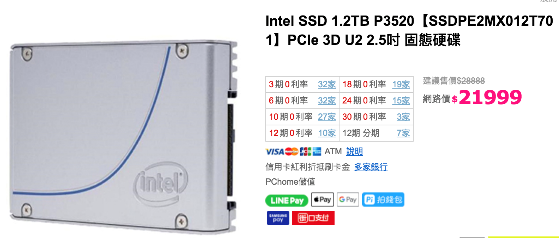 Intel SSD 1.2TB P3520【SSDPE2MX012T70
1】PCIe 3D U2 2.5吋 固態硬碟
3期0利率 32家 18期0利率 19家
6期0利率 32家 24期0利率 15家
10期0利率 27家 30期0利率 3家
12期0利率 10家 12期 分期 7家
建議售價$28888
網路價$21999
VISA JCB ATM 說明
信用卡紅利折抵刷卡金 多家銀行
PChome儲值
LINE Pay Apple Pay G Pay Pi 拍錢包
SAMSUNG pay 口支付
intel